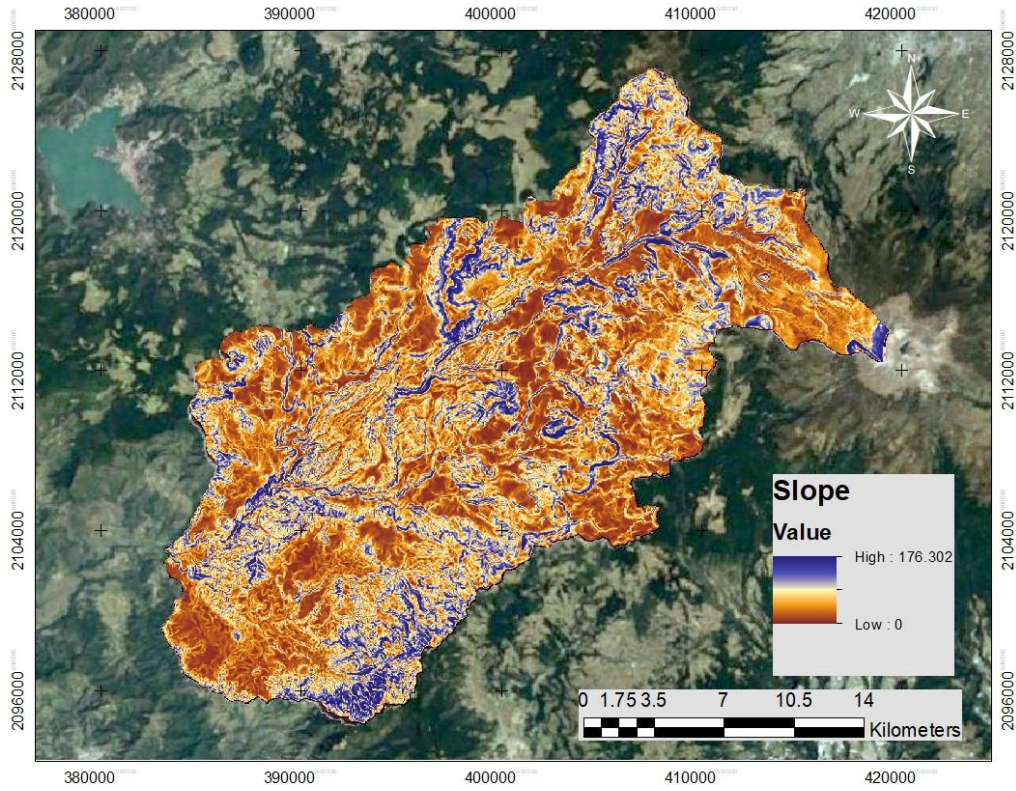 380000 390000 400000 410000 420000
2128000 2128000
N
W E
S
2120000 2120000
2112000 2112000
Slope
Value
High : 176.302
Low : 0
2104000 2104000
2096000 2096000
0 1.75 3.5 7 10.5 14
Kilometers
380000 390000 400000 410000 420000